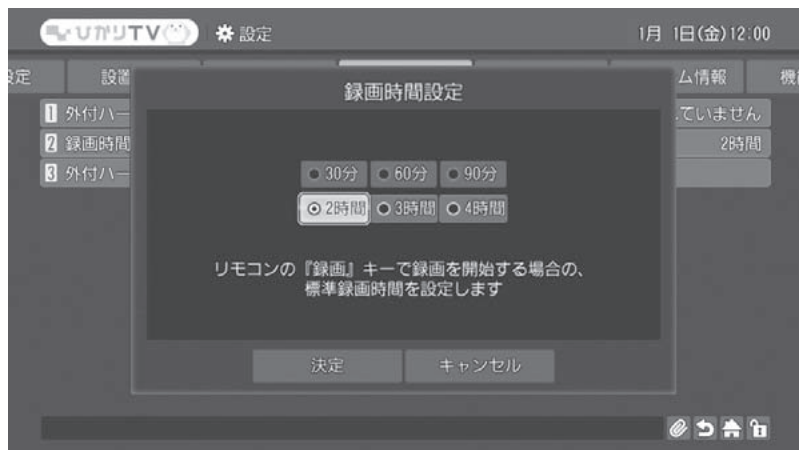 ひかりTV 設定 1月 1日(金)12:00
設定 設置 ム情報 機
録画時間設定
1 外付ハー ていません
2 録画時間 2時間
3 外付ハー
30分 60分 90分
2時間 3時間 4時間
リモコンの『録画』キーで録画を開始する場合の、
標準録画時間を設定します
決定 キャンセル